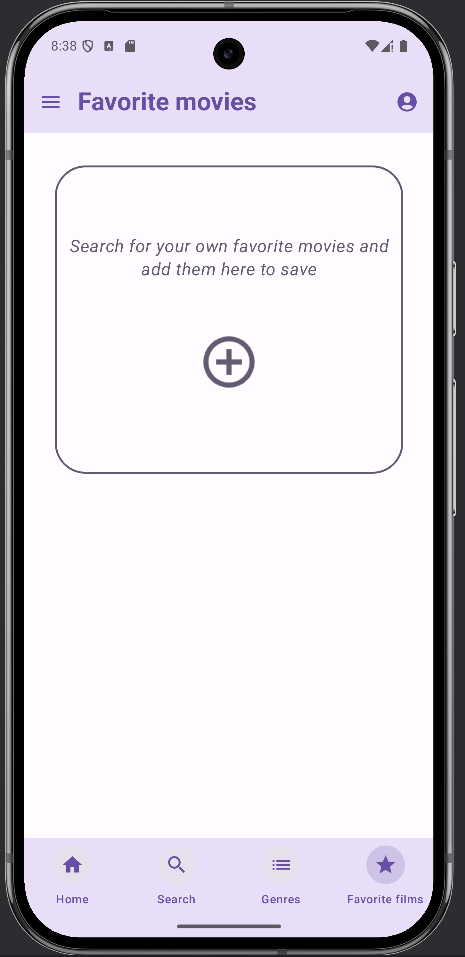 8:38
Favorite movies
Search for your own favorite movies and
add them here to save
Home
Search
Genres
Favorite films